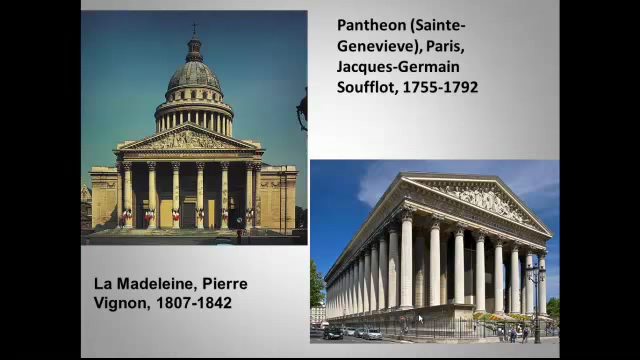 Pantheon (Sainte-
Genevieve), Paris,
Jacques-Germain
Soufflot, 1755-1792
La Madeleine, Pierre
Vignon, 1807-1842